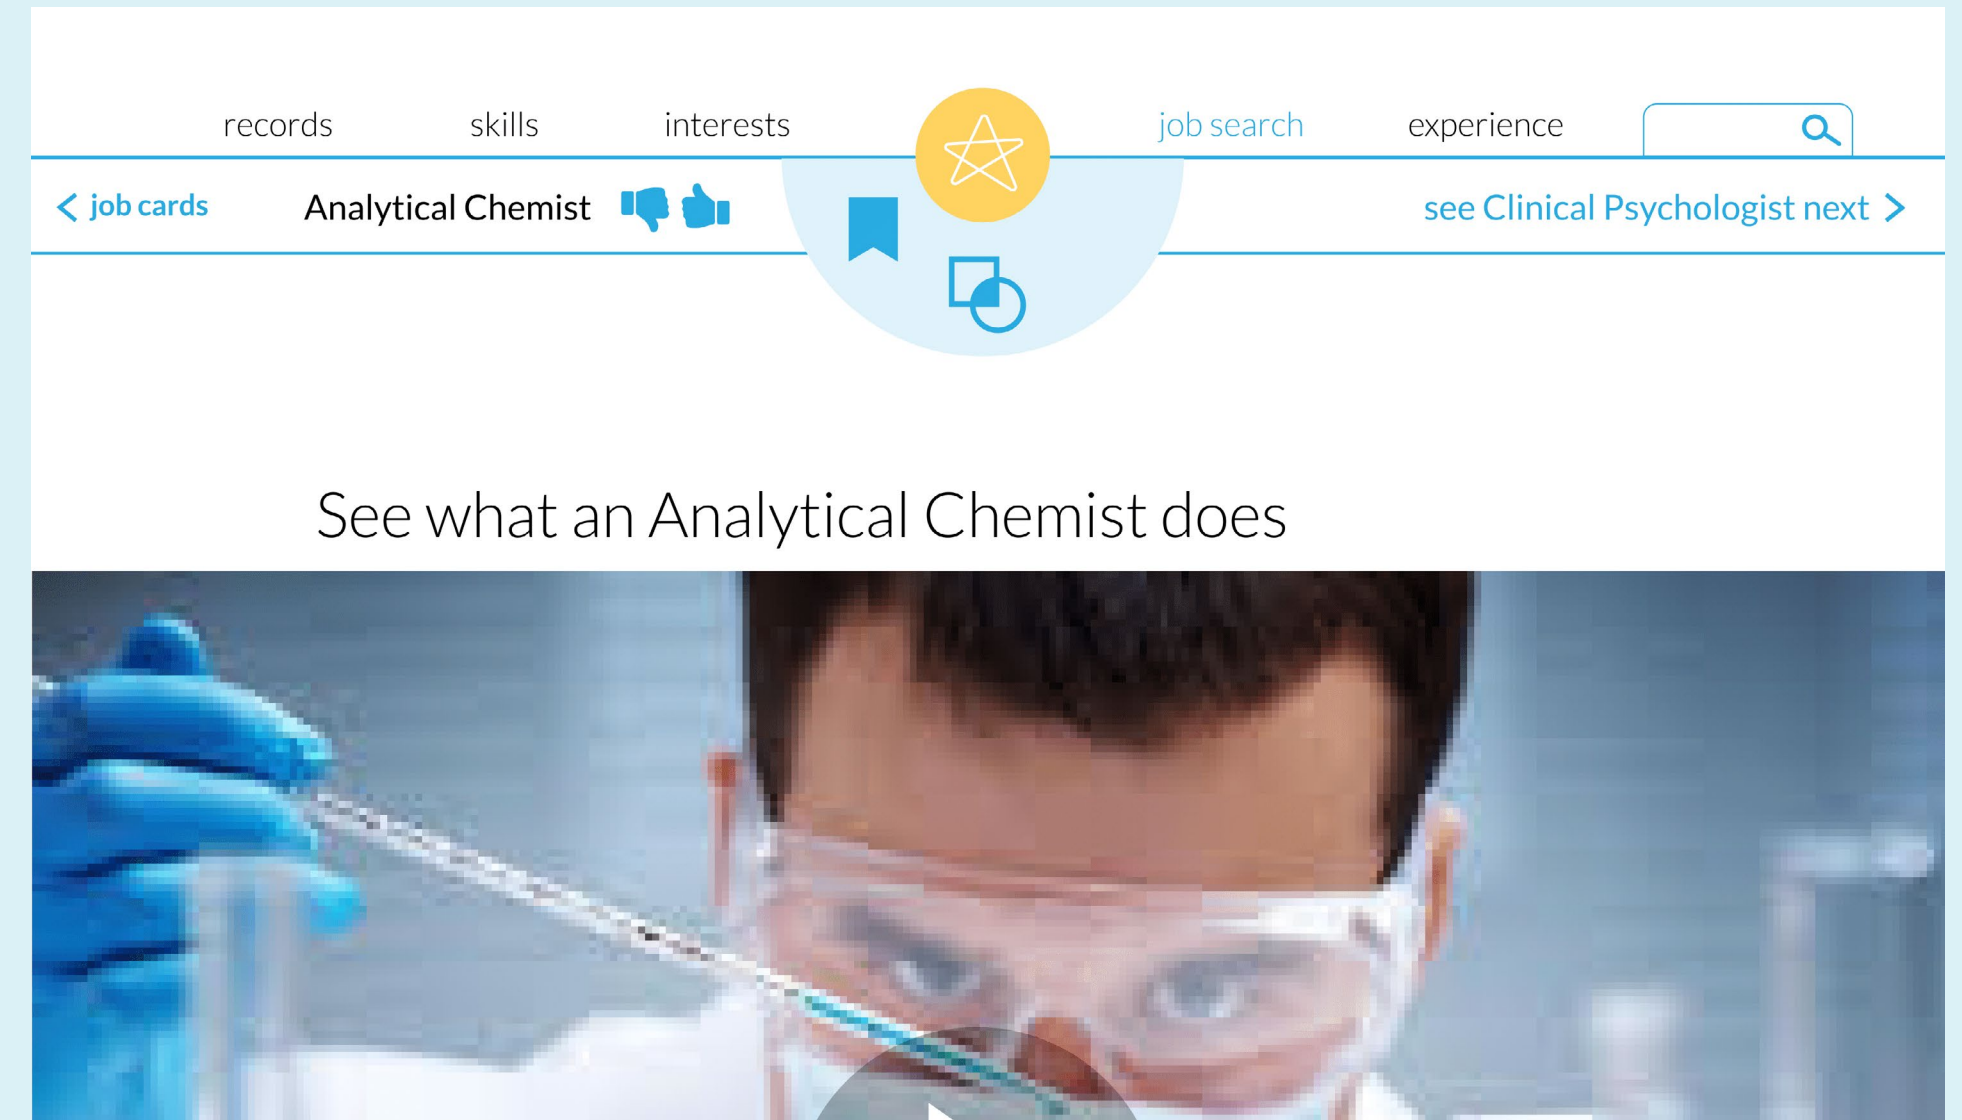 records skills interests job search experience
job cards Analytical Chemist see Clinical Psychologist next
See what an Analytical Chemist does